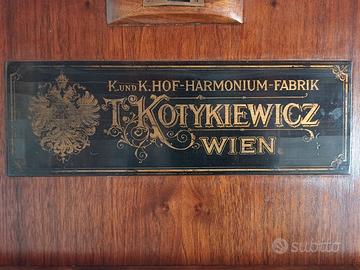 K. UND K. HOF-HARMONIUM-FABRIK
T. KOTYKIEWICZ
WIEN
subito